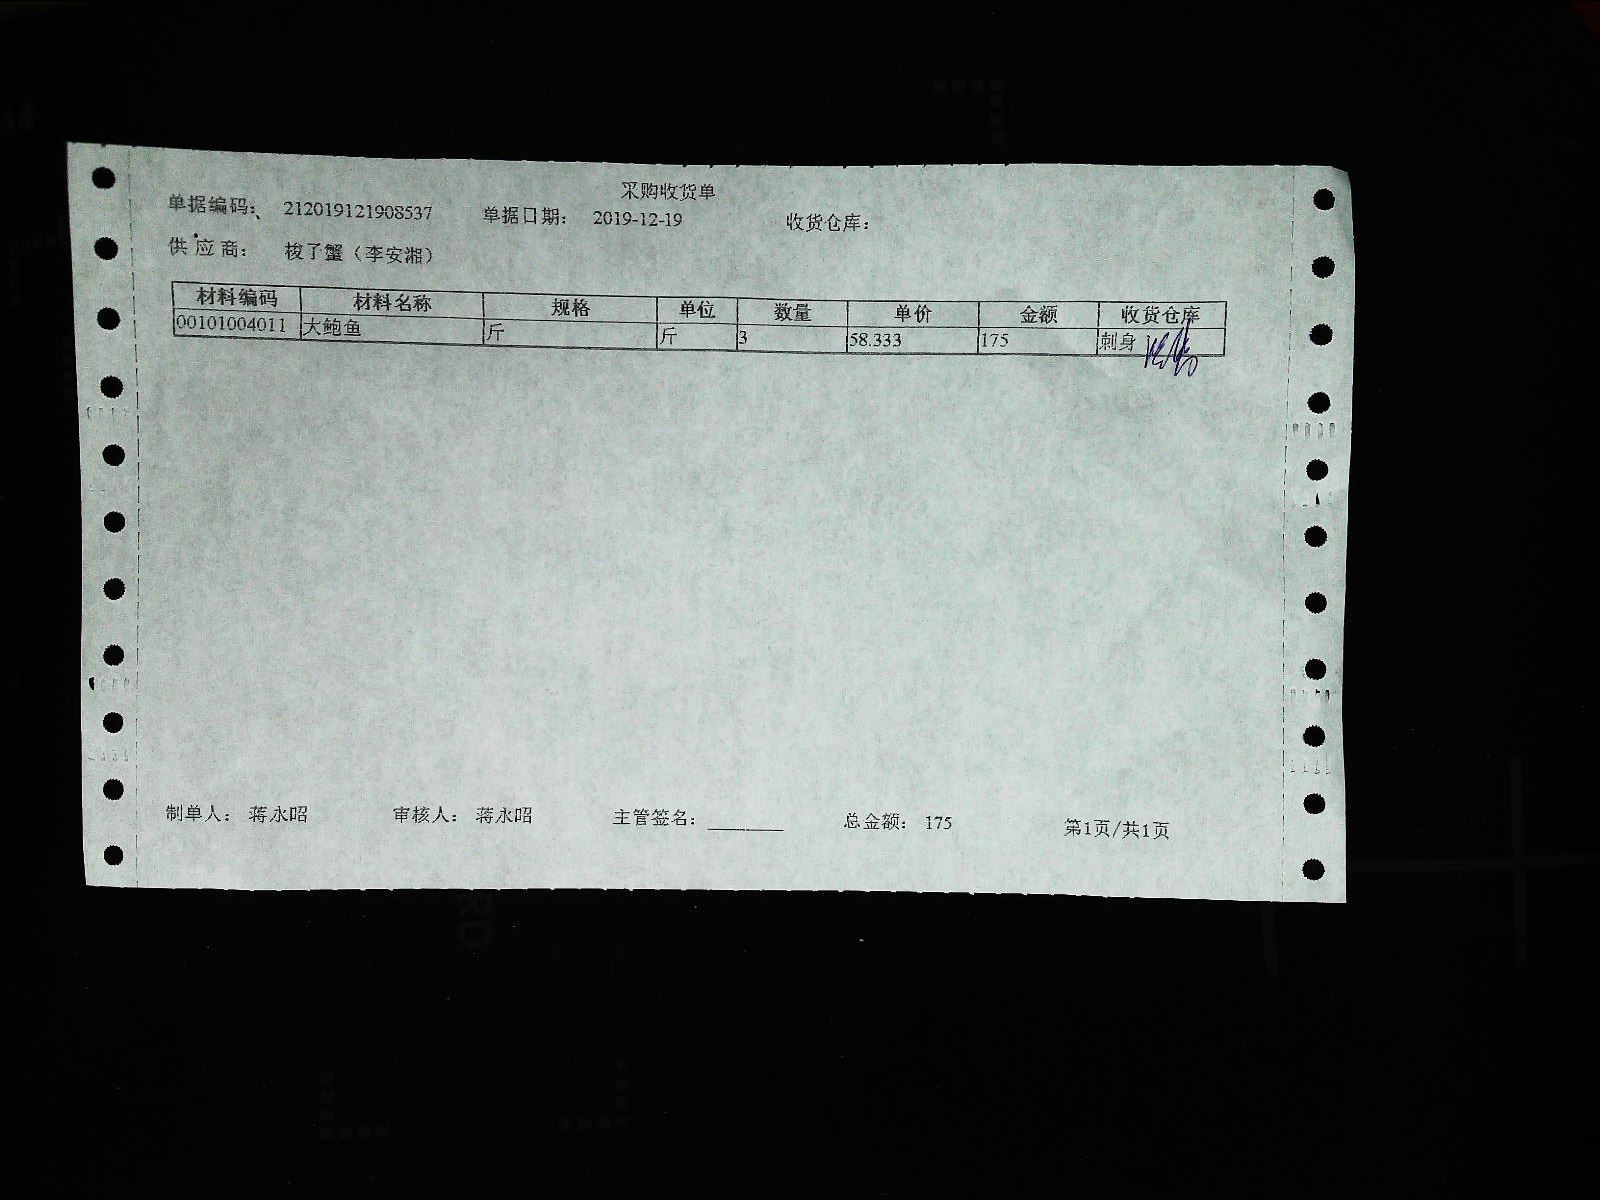 采购收货单
单据编码： 212019121908537 单据日期： 2019-12-19 收货仓库：
供 应 商： 梭子蟹（李安湘）
材料编码 材料名称 规格 单位 数量 单价 金额 收货仓库
00101004011 大鲍鱼 斤 斤 3 58.333 175 刺身
制单人： 蒋永昭 审核人： 蒋永昭 主管签名：________ 总金额： 175 第1页/共1页